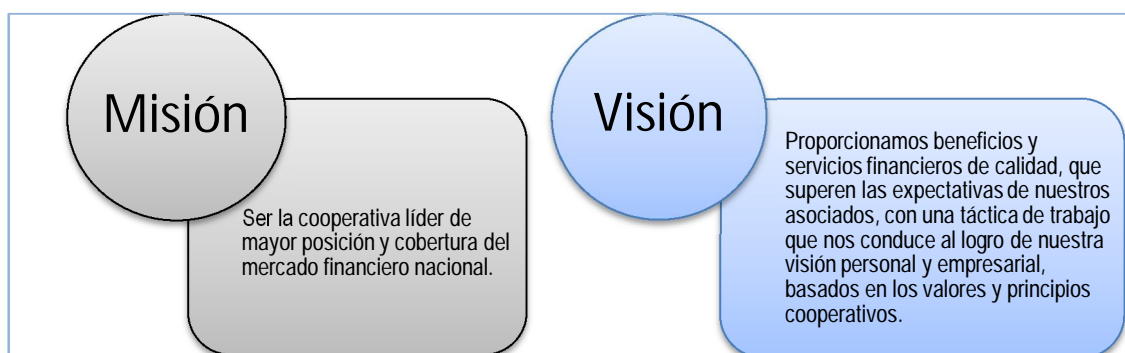 Misión
Ser la cooperativa líder de
mayor posición y cobertura del
mercado financiero nacional.
Visión
Proporcionamos beneficios y
servicios financieros de calidad, que
superen las expectativas de nuestros
asociados, con una táctica de trabajo
que nos conduce al logro de nuestra
visión personal y empresarial,
basados en los valores y principios
cooperativos.